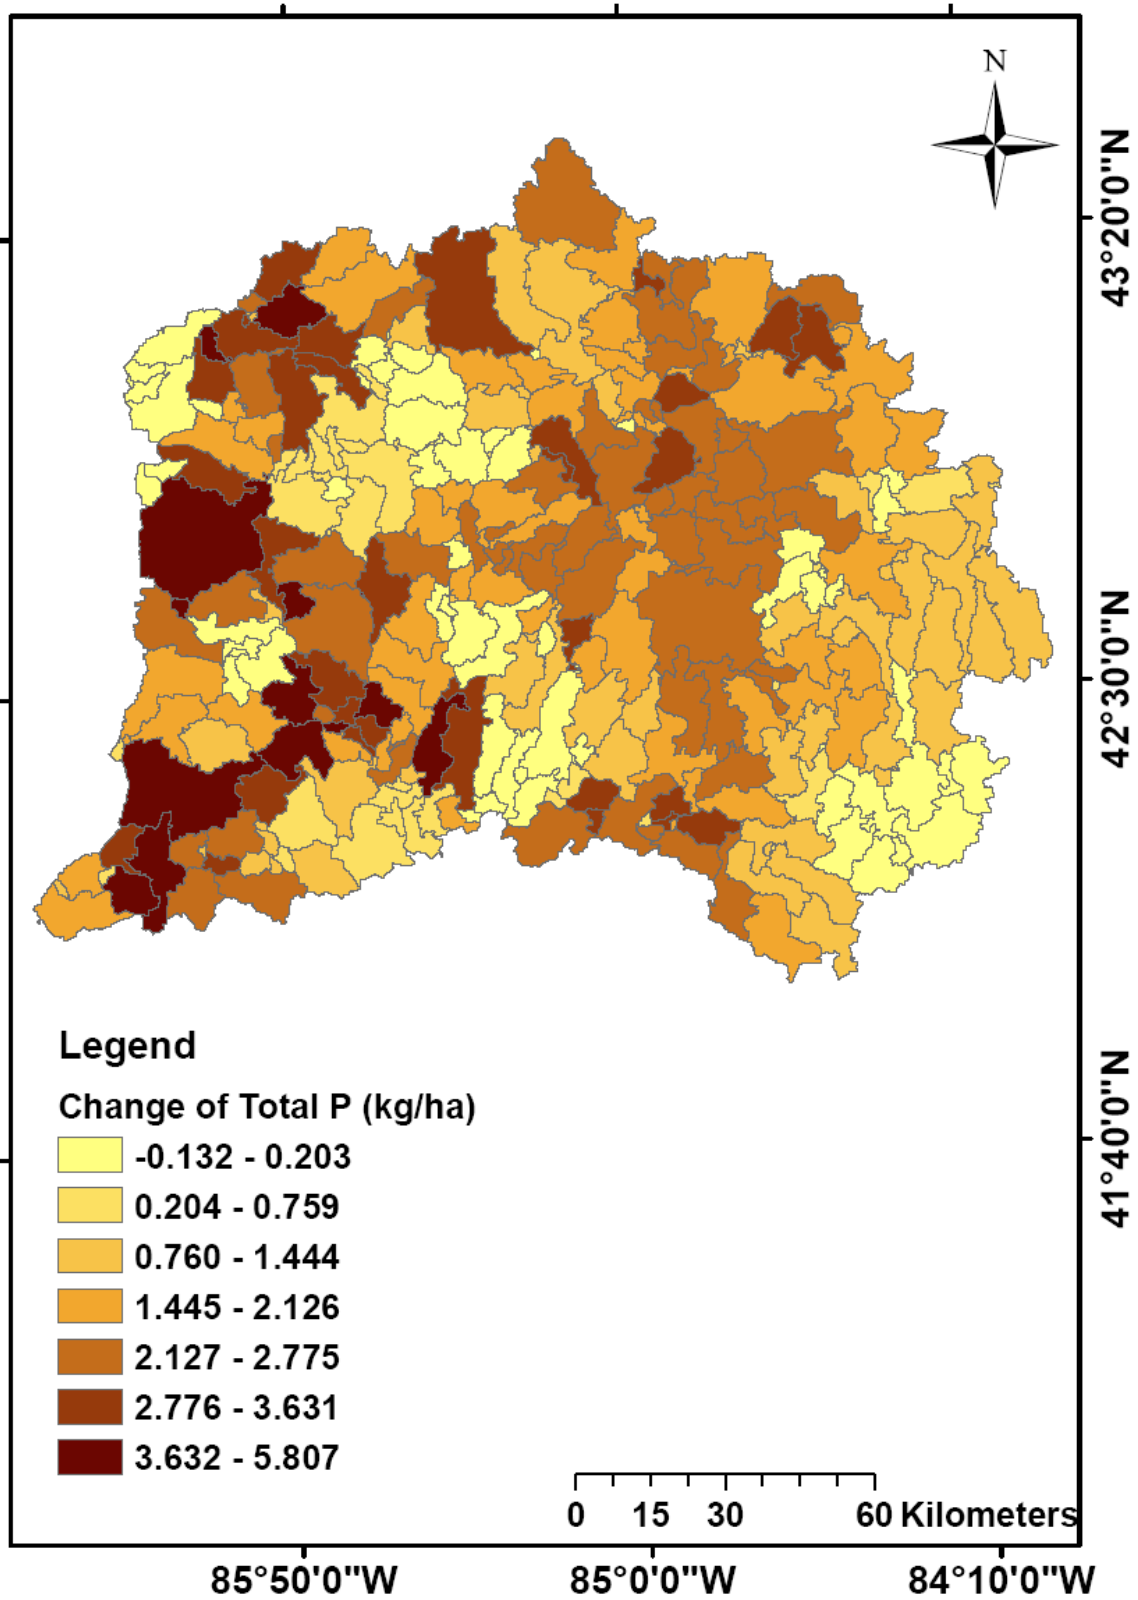 N
43°20'0"N
42°30'0"N
41°40'0"N
Legend
Change of Total P (kg/ha)
-0.132 - 0.203
0.204 - 0.759
0.760 - 1.444
1.445 - 2.126
2.127 - 2.775
2.776 - 3.631
3.632 - 5.807
0 15 30 60 Kilometers
85°50'0"W 85°0'0"W 84°10'0"W